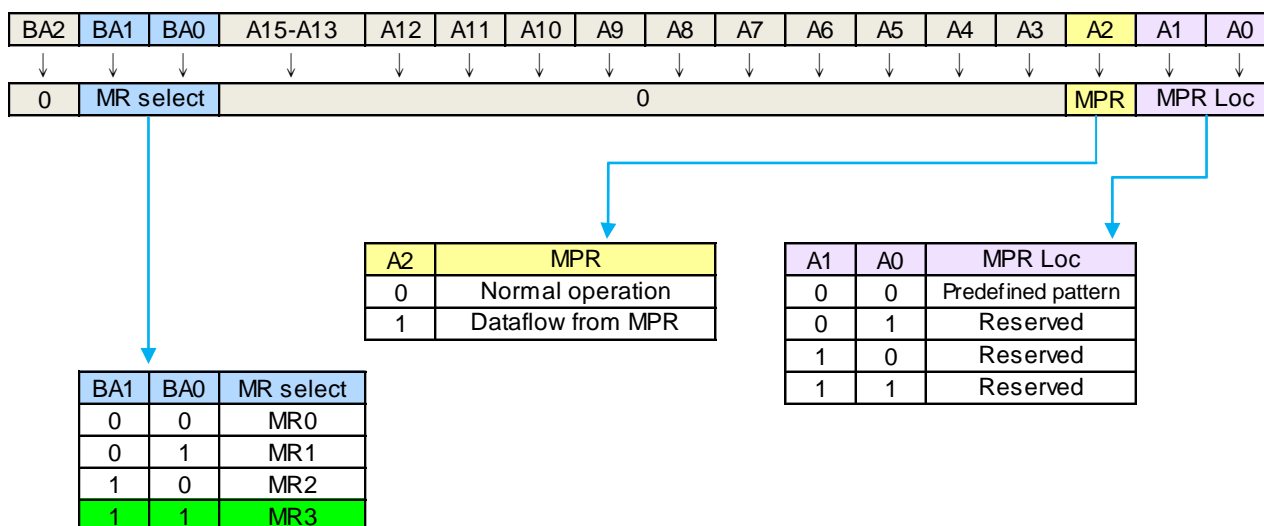 BA2 BA1 BA0 A15-A13 A12 A11 A10 A9 A8 A7 A6 A5 A4 A3 A2 A1 A0
0 MR select 0 MPR MPR Loc
A2 MPR
0 Normal operation
1 Dataflow from MPR
A1 A0 MPR Loc
0 0 Predefined pattern
0 1 Reserved
1 0 Reserved
1 1 Reserved
BA1 BA0 MR select
0 0 MR0
0 1 MR1
1 0 MR2
1 1 MR3